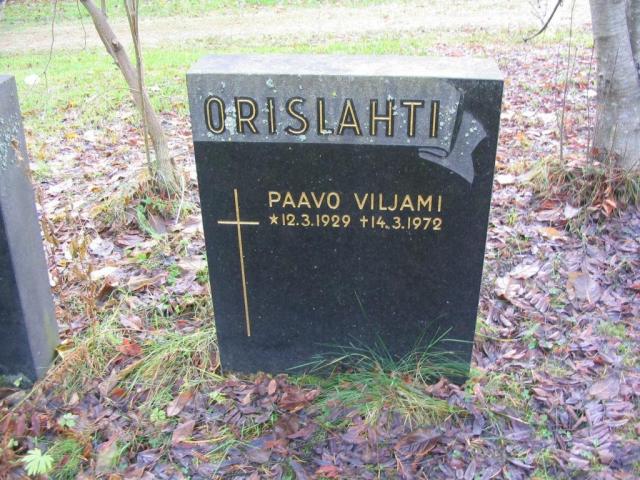 ORISLAHTI
PAAVO VILJAMI
*12.3.1929 †14.3.1972